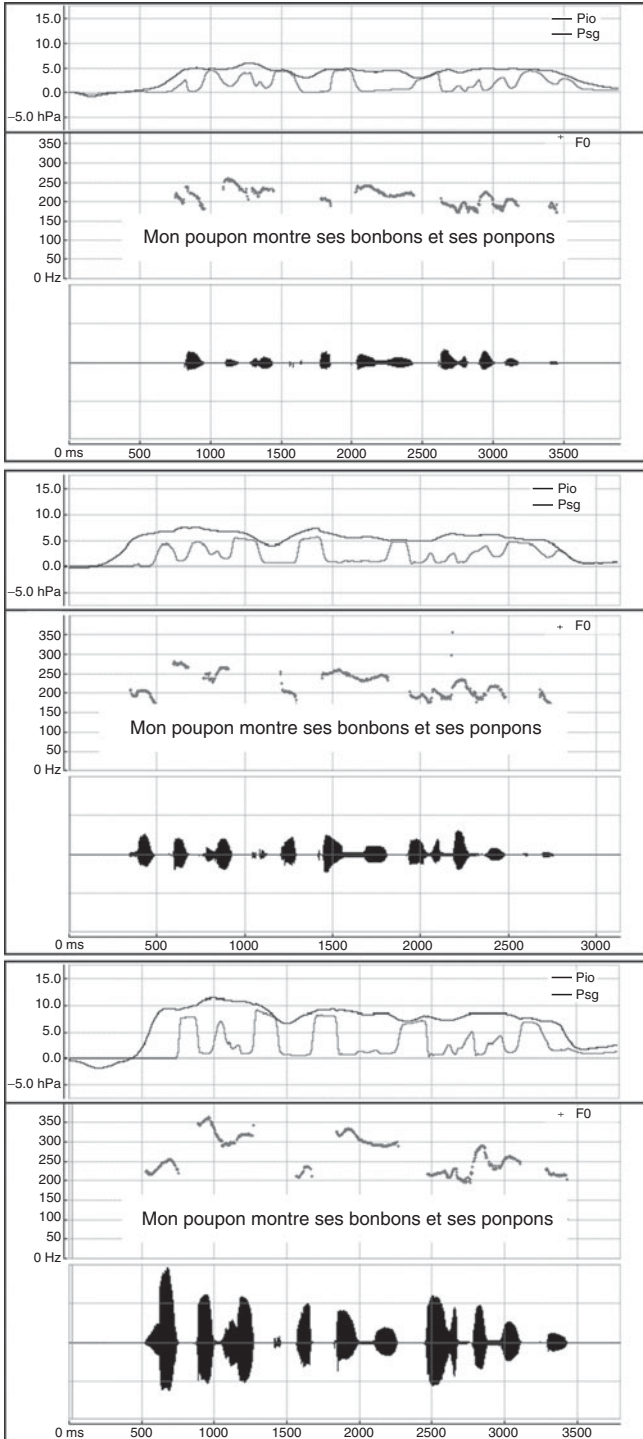 15.0
Pio
Psg
10.0
5.0
0.0
−5.0 hPa
350
F0
300
250
200
150
Mon poupon montre ses bonbons et ses ponpons
100
50
0 Hz
0 ms 500 1000 1500 2000 2500 3000 3500
15.0
Pio
Psg
10.0
5.0
0.0
−5.0 hPa
350
F0
300
250
200
150
Mon poupon montre ses bonbons et ses ponpons
100
50
0 Hz
0 ms 500 1000 1500 2000 2500 3000
15.0
Pio
Psg
10.0
5.0
0.0
−5.0 hPa
350
F0
300
250
200
150
Mon poupon montre ses bonbons et ses ponpons
100
50
0 Hz
0 ms 500 1000 1500 2000 2500 3000 3500